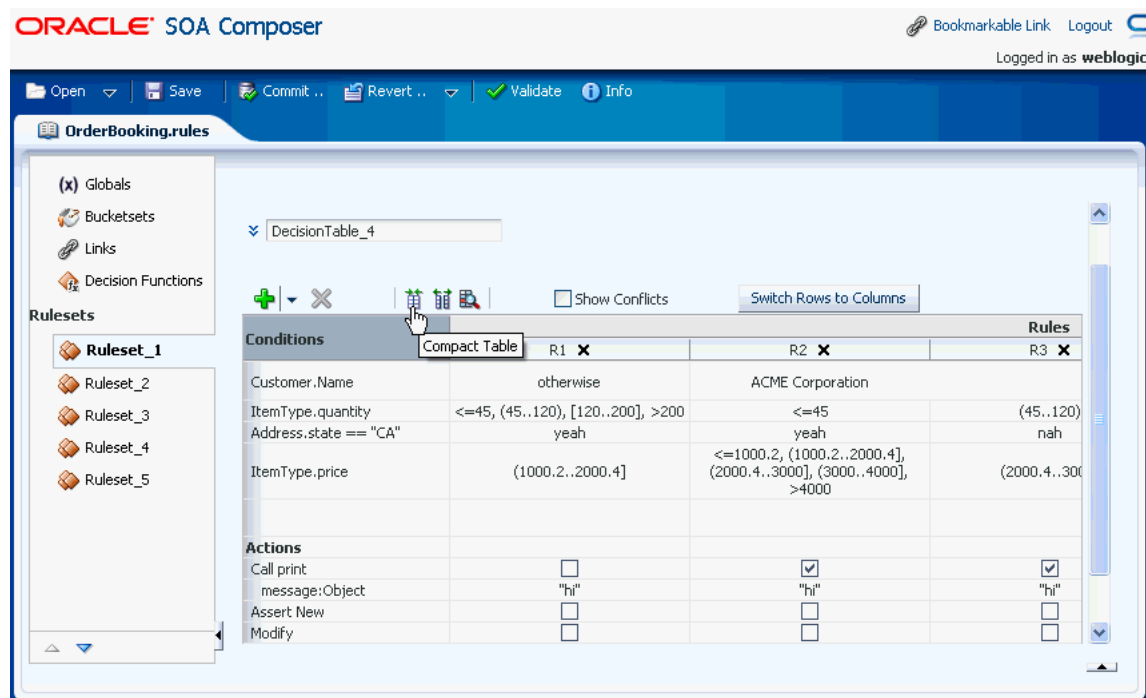 ORACLE SOA Composer
Bookmarkable Link Logout
Logged in as weblogic
Open Save Commit .. Revert .. Validate Info
OrderBooking.rules
(x) Globals
Bucketsets
Links
Decision Functions
Rulesets
Ruleset_1
Ruleset_2
Ruleset_3
Ruleset_4
Ruleset_5
DecisionTable_4
Show Conflicts Switch Rows to Columns
Compact Table
Conditions Rules
R1 R2 R3
Customer.Name otherwise ACME Corporation
ItemType.quantity <=45, (45..120), [120..200], >200 <=45 (45..120)
Address.state == "CA" yeah yeah nah
ItemType.price (1000.2..2000.4] <=1000.2, (1000.2..2000.4], (2000.4..300
(2000.4..3000], (3000..4000],
>4000
Actions
Call print
message:Object "hi" "hi" "hi"
Assert New
Modify